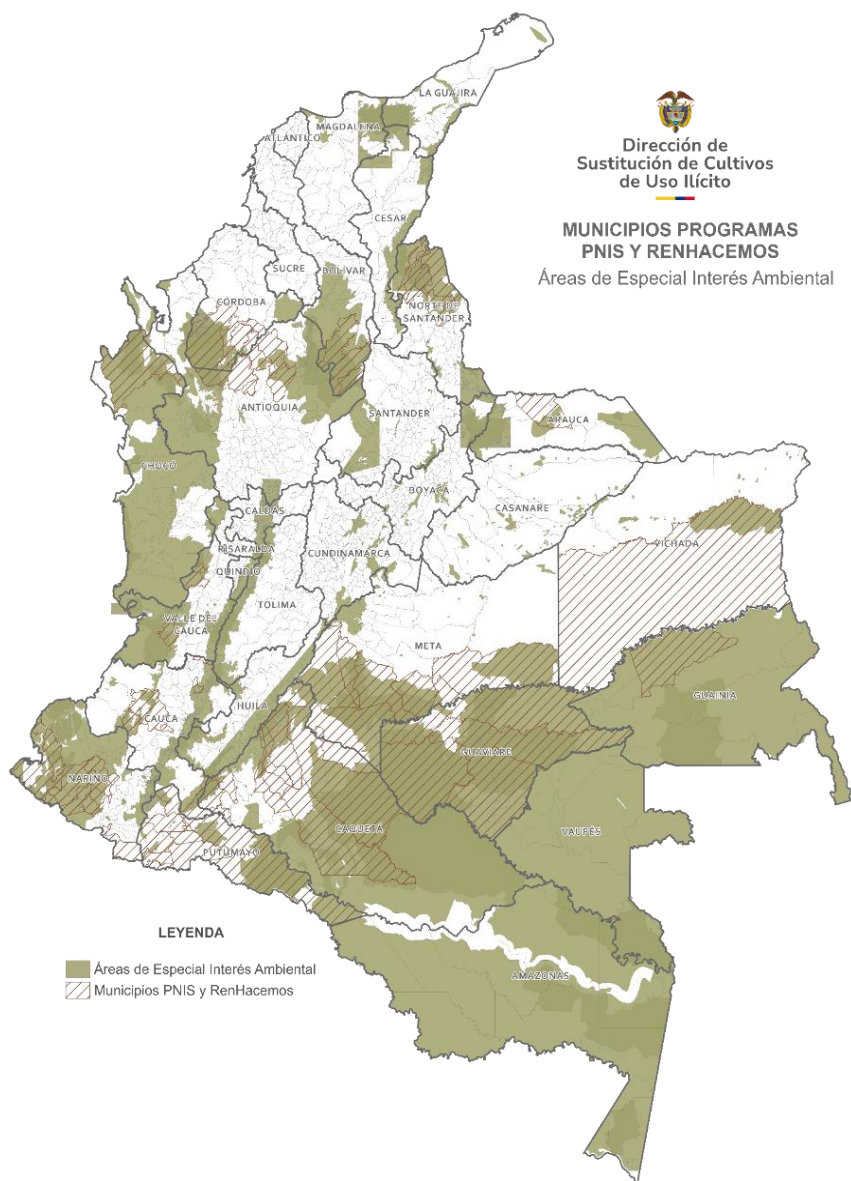 LA GUAJIRA
MAGDALENA
ATLÁNTICO
CESAR
SUCRE
BOLÍVAR
CÓRDOBA
NORTE DE
SANTANDER
ANTIOQUIA
SANTANDER
ARAUCA
CHOCÓ
BOYACÁ
CASANARE
CALDAS
RISARALDA
CUNDINAMARCA
VICHADA
QUINDIO
TOLIMA
VALLE DEL
CAUCA
META
GUAINÍA
HUILA
CAUCA
GUAVIARE
NARIÑO
CAQUETÁ
VAUPÉS
PUTUMAYO
AMAZONAS
Dirección de
Sustitución de Cultivos
de Uso Ilícito
MUNICIPIOS PROGRAMAS
PNIS Y RENHACEMOS
Áreas de Especial Interés Ambiental
LEYENDA
Áreas de Especial Interés Ambiental
Municipios PNIS y RenHacemos